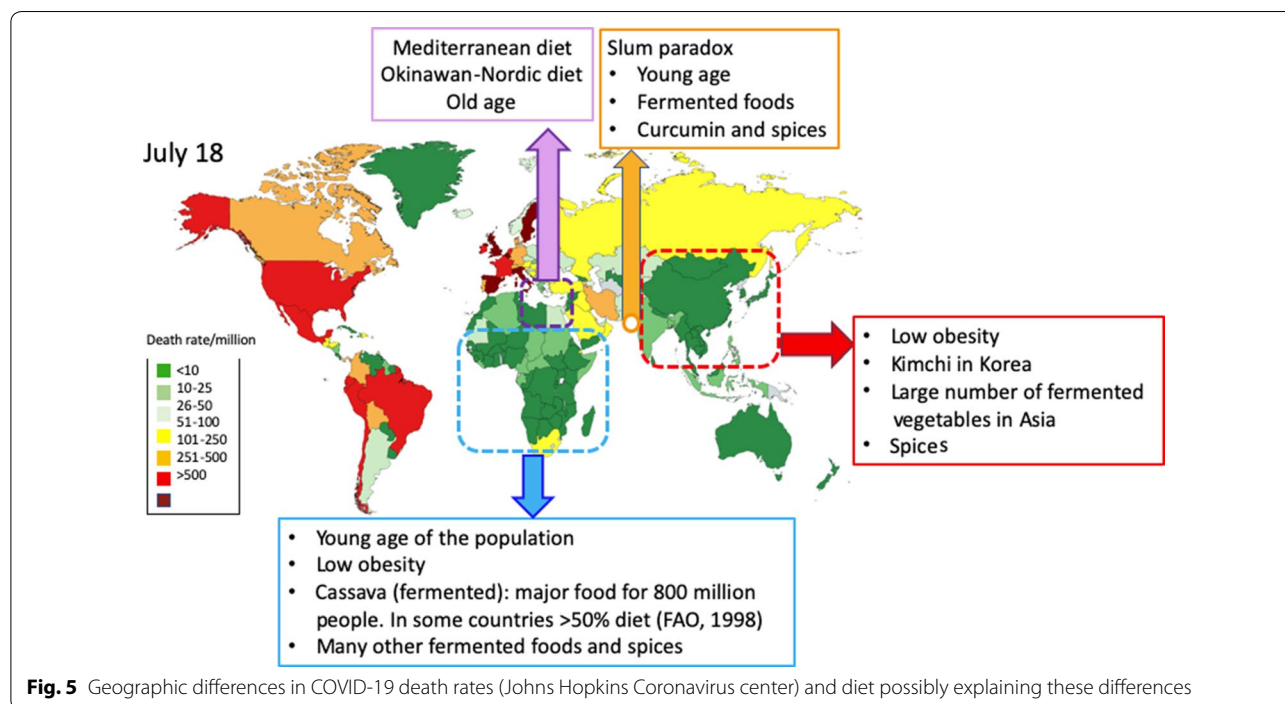 Mediterranean diet
Okinawan-Nordic diet
Old age
Slum paradox
• Young age
• Fermented foods
• Curcumin and spices
July 18
Death rate/million
<10
10-25
26-50
51-100
101-250
251-500
>500
• Low obesity
• Kimchi in Korea
• Large number of fermented
vegetables in Asia
• Spices
• Young age of the population
• Low obesity
• Cassava (fermented): major food for 800 million
people. In some countries >50% diet (FAO, 1998)
• Many other fermented foods and spices
Fig. 5 Geographic differences in COVID-19 death rates (Johns Hopkins Coronavirus center) and diet possibly explaining these differences